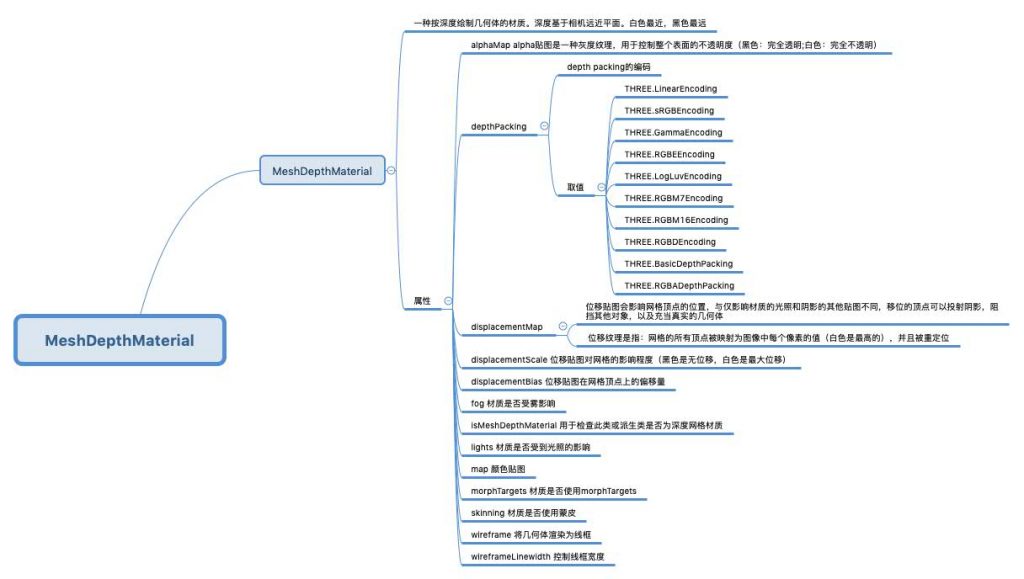 一种按深度绘制几何体的材质。深度基于相机远近平面。白色最近，黑色最远
alphaMap alpha贴图是一种灰度纹理，用于控制整个表面的不透明度（黑色：完全透明;白色：完全不透明）
depth packing的编码
THREE.LinearEncoding
THREE.sRGBEncoding
depthPacking
THREE.GammaEncoding
THREE.RGBEEncoding
MeshDepthMaterial
THREE.LogLuvEncoding
取值
THREE.RGBM7Encoding
THREE.RGBM16Encoding
THREE.RGBDEncoding
THREE.BasicDepthPacking
THREE.RGBADepthPacking
属性
位移贴图会影响网格顶点的位置，与仅影响材质的光照和阴影的其他贴图不同，移位的顶点可以投射阴影，阻
挡其他对象，以及充当真实的几何体
displacementMap
位移纹理是指：网格的所有顶点被映射为图像中每个像素的值（白色是最高的），并且被重定位
MeshDepthMaterial
displacementScale 位移贴图对网格的影响程度（黑色是无位移，白色是最大位移）
displacementBias 位移贴图在网格顶点上的偏移量
fog 材质是否受雾影响
isMeshDepthMaterial 用于检查此类或派生类是否为深度网格材质
lights 材质是否受到光照的影响
map 颜色贴图
morphTargets 材质是否使用morphTargets
skinning 材质是否使用蒙皮
wireframe 将几何体渲染为线框
wireframeLinewidth 控制线框宽度